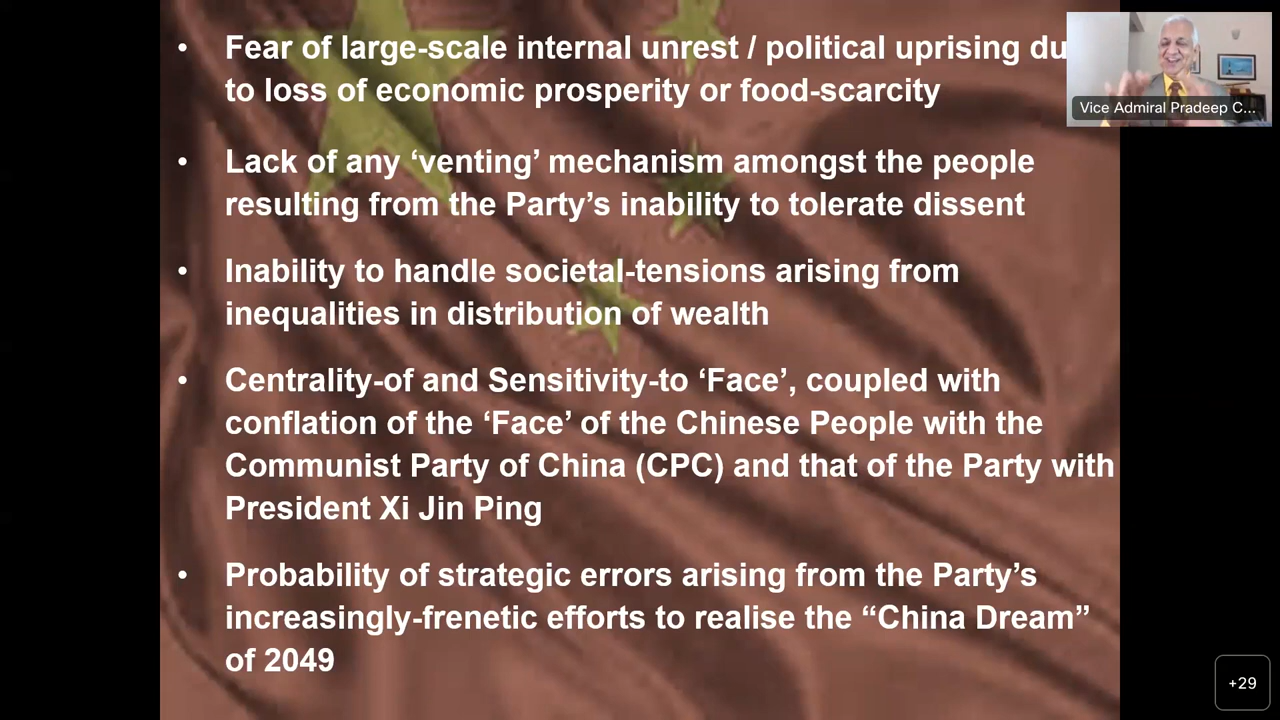 • Fear of large-scale internal unrest / political uprising
to loss of economic prosperity or food-scarcity
• Lack of any ‘venting’ mechanism amongst the people
resulting from the Party’s inability to tolerate dissent
• Inability to handle societal-tensions arising from
inequalities in distribution of wealth
• Centrality-of and Sensitivity-to ‘Face’, coupled with
conflation of the ‘Face’ of the Chinese People with the
Communist Party of China (CPC) and that of the Party with
President Xi Jin Ping
• Probability of strategic errors arising from the Party’s
increasingly-frenetic efforts to realise the “China Dream”
of 2049
Vice Admiral Pradeep C...
+29